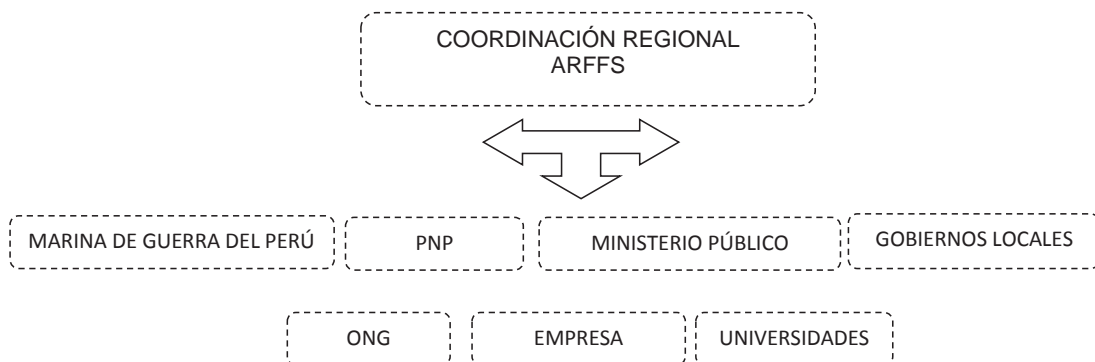 COORDINACIÓN REGIONAL
ARFFS
MARINA DE GUERRA DEL PERÚ
PNP
MINISTERIO PÚBLICO
GOBIERNOS LOCALES
ONG
EMPRESA
UNIVERSIDADES